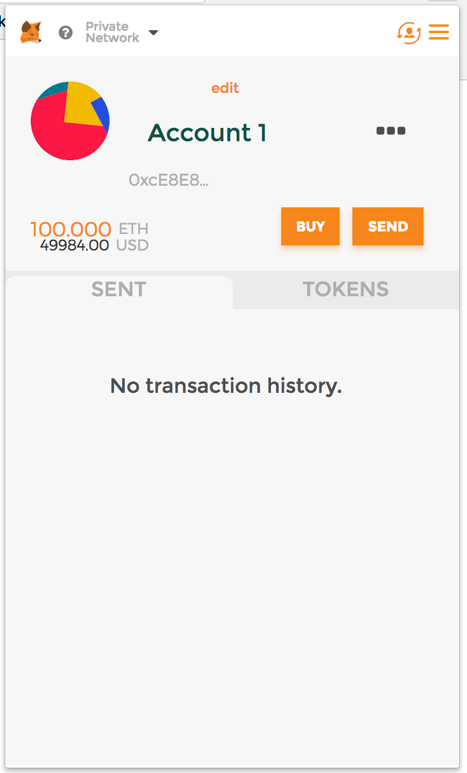 ?
Private
Network
edit
Account 1
0xcE8E8...
100.000 ETH
49984.00 USD
BUY
SEND
SENT
TOKENS
No transaction history.